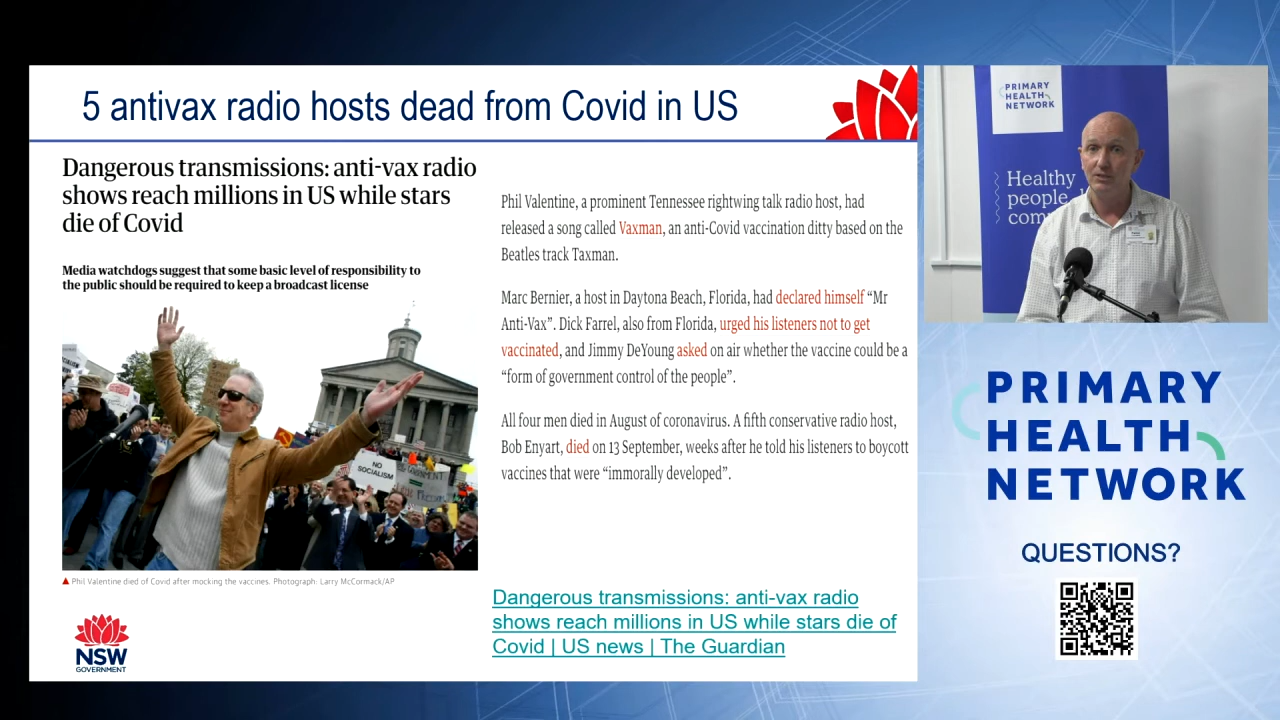 5 antivax radio hosts dead from Covid in US
Dangerous transmissions: anti-vax radio
shows reach millions in US while stars
die of Covid
Media watchdogs suggest that some basic level of responsibility to
the public should be required to keep a broadcast license
NO
SOCIALISM
Phil Valentine died of Covid after mocking the vaccines. Photograph: Larry McCormack/AP
NSW
GOVERNMENT
Phil Valentine, a prominent Tennessee rightwing talk radio host, had
released a song called Vaxman, an anti-Covid vaccination ditty based on the
Beatles track Taxman.
Marc Bernier, a host in Daytona Beach, Florida, had declared himself “Mr
Anti-Vax”. Dick Farrel, also from Florida, urged his listeners not to get
vaccinated, and Jimmy DeYoung asked on air whether the vaccine could be a
“form of government control of the people”.
All four men died in August of coronavirus. A fifth conservative radio host,
Bob Enyart, died on 13 September, weeks after he told his listeners to boycott
vaccines that were “immorally developed”.
Dangerous transmissions: anti-vax radio
shows reach millions in US while stars die of
Covid | US news | The Guardian
PRIMARY
HEALTH
NETWORK
Healthy
people,
com
PRIMARY
HEALTH
NETWORK
QUESTIONS?